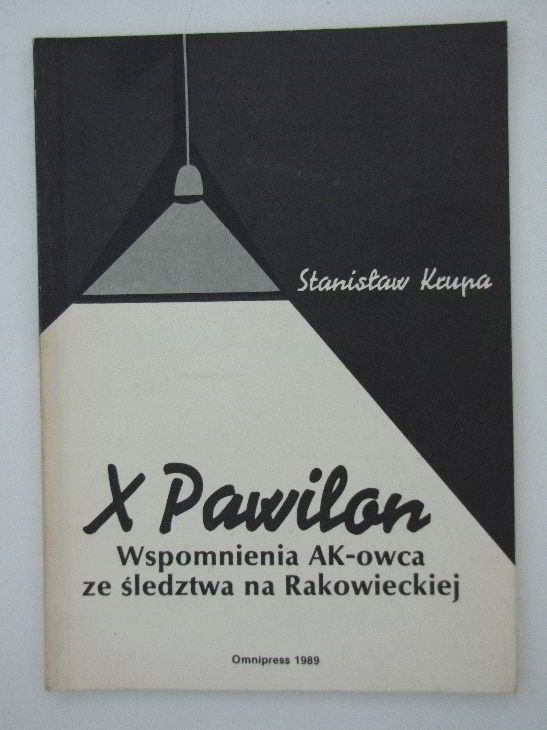 Stanisław Krupa
X Pawilon
Wspomnienia AK-owca
ze śledztwa na Rakowieckiej
Omnipress 1989